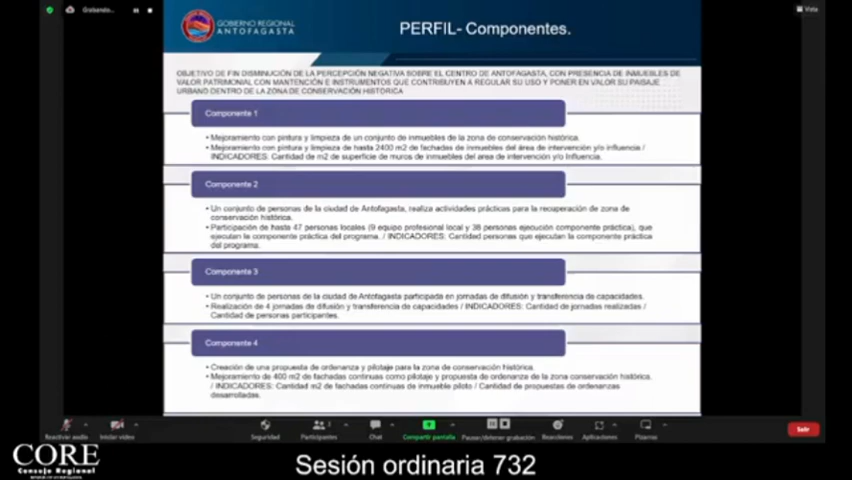 Grabando...
Vista
GOBIERNO REGIONAL
ANTOFAGASTA
PERFIL- Componentes.
OBJETIVO DE FIN DISMINUCIÓN DE LA PERCEPCIÓN NEGATIVA SOBRE EL CENTRO DE ANTOFAGASTA, CON PRESENCIA DE INMUEBLES DE
VALOR PATRIMONIAL CON MANTENCIÓN E INSTRUMENTOS QUE CONTRIBUYEN A REGULAR SU USO Y PONER EN VALOR SU PAISAJE
URBANO DENTRO DE LA ZONA DE CONSERVACIÓN HISTÓRICA
Componente 1
• Mejoramiento con pintura y limpieza de un conjunto de inmuebles de la zona de conservación histórica.
• Mejoramiento con pintura y limpieza de hasta 2400 m2 de fachadas de inmuebles del área de intervención y/o influencia /
INDICADORES: Cantidad de m2 de superficie de muros de inmuebles del area de intervención y/o Influencia.
Componente 2
• Un conjunto de personas de la ciudad de Antofagasta, realiza actividades prácticas para la recuperación de zona de
conservación histórica.
• Participación de hasta 47 personas locales (9 equipo profesional local y 38 personas ejecución componente práctica), que
ejecutan le componente práctica del programa. / INDICADORES: Cantidad personas que ejecutan la componente práctica
del programa.
Componente 3
• Un conjunto de personas de la ciudad de Antofagasta participada en jornadas de difusión y transferencia de capacidades.
• Realización de 4 jornadas de difusión y transferencia de capacidades / INDICADORES: Cantidad de jornadas realizadas /
Cantidad de personas participantes.
Componente 4
• Creación de una propuesta de ordenanza y pilotaje para la zona de conservación histórica.
• Mejoramiento de 400 m2 de fachadas continuas como pilotaje y propuesta de ordenanza de la zona conservación histórica.
/ INDICADORES: Cantidad m2 de fachadas continuas de inmueble piloto / Cantidad de propuestas de ordenanzas
desarrolladas.
Reactivar audio
Iniciar video
Seguridad
Participantes
Chat
Compartir pantalla
Pausar/detener grabación
Reacciones
Aplicaciones
Pizarras
Salir
CORE
Consejo Regional
Sesión ordinaria 732